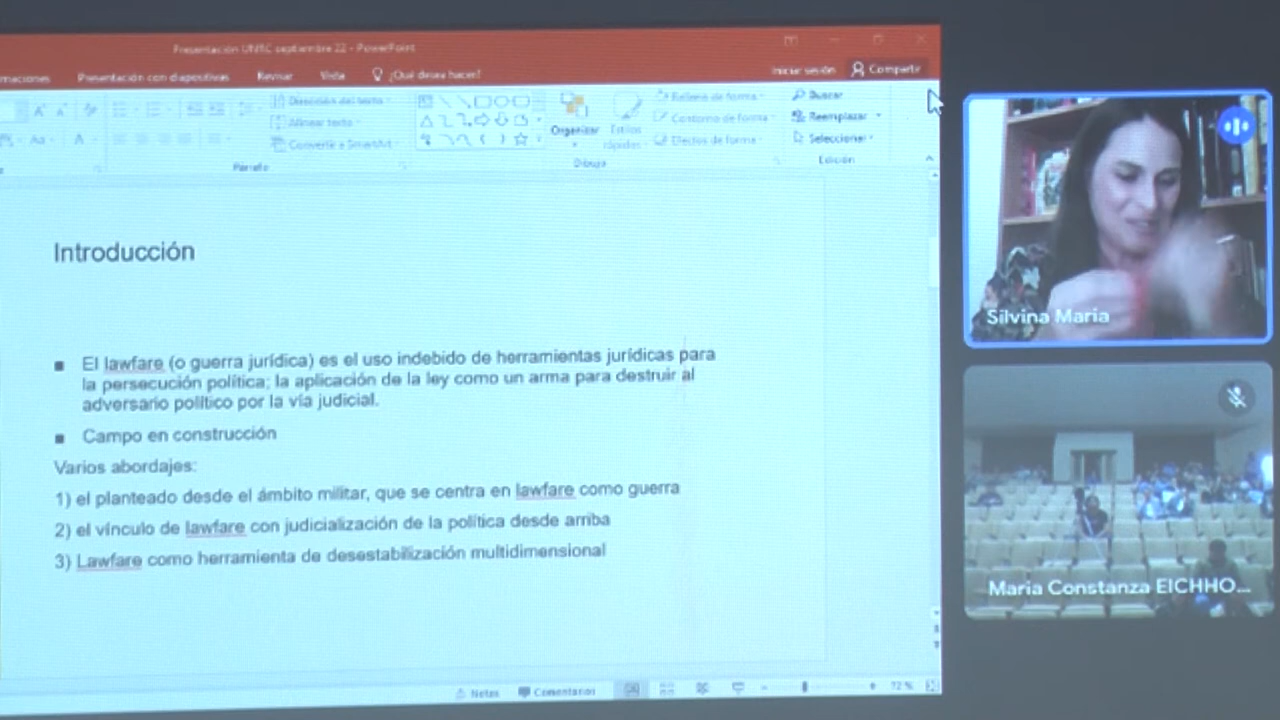 Presentación UNTC septiembre 22 - PowerPoint
Presentación con diapositivas Revisar Vista ¿Qué desea hacer?
Iniciar sesión Compartir
Dirección del texto
Alinear texto
Convertir a SmartArt
Párrafo
Organizar
Estilos
rápidos
Relleno de forma
Contorno de forma
Efectos de forma
Dibujo
Buscar
Reemplazar
Seleccionar
Edición
Introducción
El lawfare (o guerra jurídica) es el uso indebido de herramientas jurídicas para
la persecución política; la aplicación de la ley como un arma para destruir al
adversario político por la vía judicial.
Campo en construcción
Varios abordajes:
1) el planteado desde el ámbito militar, que se centra en lawfare como guerra
2) el vínculo de lawfare con judicialización de la política desde arriba
3) Lawfare como herramienta de desestabilización multidimensional
Notas Comentarios
72 %
Silvina Maria
Maria Constanza EICHHO...